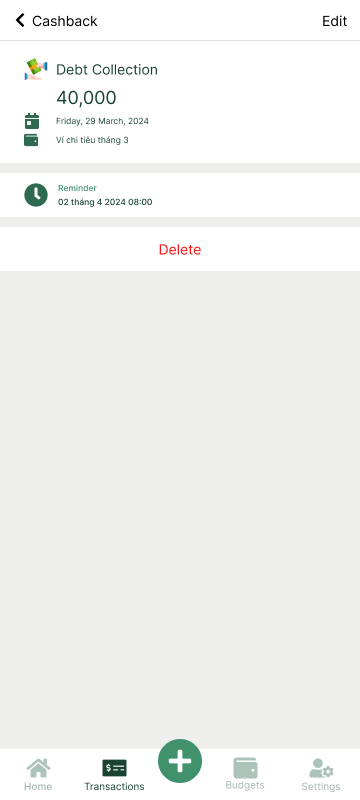 Cashback
Edit
Debt Collection
40,000
Friday, 29 March, 2024
Ví chi tiêu tháng 3
Reminder
02 tháng 4 2024 08:00
Delete
Home
Transactions
Budgets
Settings